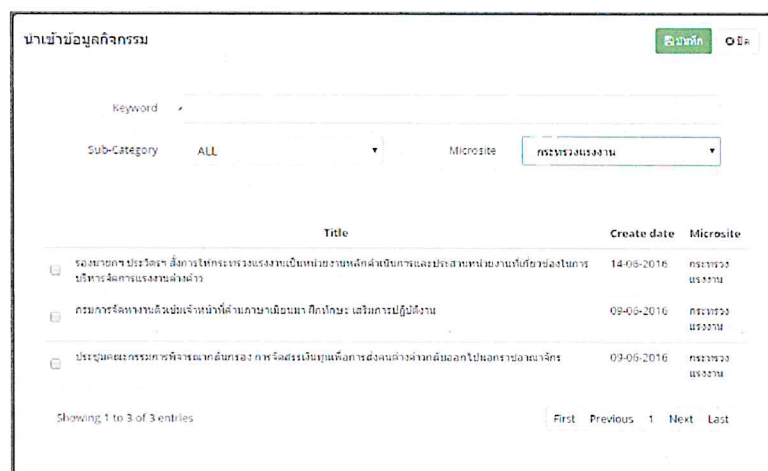 นำเข้าข้อมูลกิจกรรม
บันทึก ปิด
Keyword
Sub-Category ALL Microsite กระทรวงแรงงาน
Title Create date Microsite
รองนายกฯ ประวิตรฯ สั่งการให้กระทรวงแรงงานเป็นหน่วยงานหลักดำเนินการและประสานหน่วยงานที่เกี่ยวข้องในการ 14-06-2016 กระทรวง
บริหารจัดการแรงงานต่างด้าว แรงงาน
กรมการจัดหางานติวเข้มเจ้าหน้าที่ด้านภาษาเมียนมา ฝึกทักษะ เสริมการปฏิบัติงาน 09-06-2016 กระทรวง
แรงงาน
ประชุมคณะกรรมการพิจารณากลั่นกรอง การจัดสรรเงินทุนเพื่อการส่งคนต่างด้าวกลับออกไปนอกราชอาณาจักร 09-06-2016 กระทรวง
แรงงาน
Showing 1 to 3 of 3 entries First Previous 1 Next Last